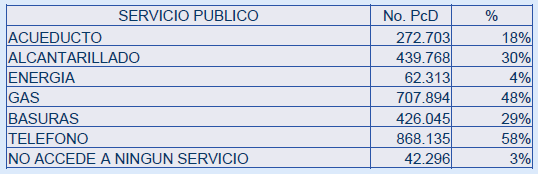 SERVICIO PUBLICO No. PcD %
ACUEDUCTO 272.703 18%
ALCANTARILLADO 439.768 30%
ENERGIA 62.313 4%
GAS 707.894 48%
BASURAS 426.045 29%
TELEFONO 868.135 58%
NO ACCEDE A NINGUN SERVICIO 42.296 3%